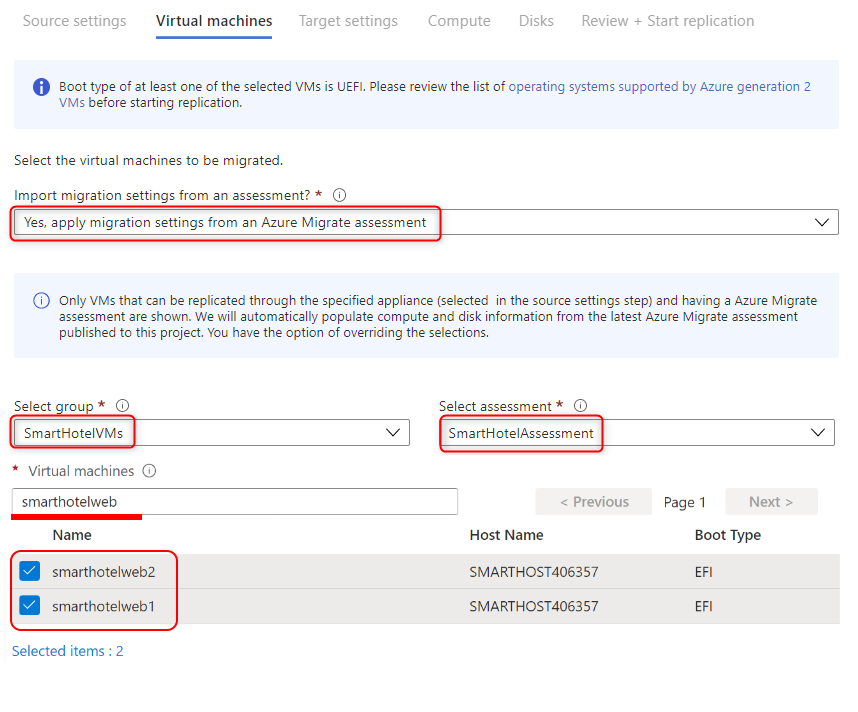 Source settings Virtual machines Target settings Compute Disks Review + Start replication
Boot type of at least one of the selected VMs is UEFI. Please review the list of operating systems supported by Azure generation 2
VMs before starting replication.
Select the virtual machines to be migrated.
Import migration settings from an assessment? *
Yes, apply migration settings from an Azure Migrate assessment
Only VMs that can be replicated through the specified appliance (selected in the source settings step) and having a Azure Migrate
assessment are shown. We will automatically populate compute and disk information from the latest Azure Migrate assessment
published to this project. You have the option of overriding the selections.
Select group * Select assessment *
SmartHotelVMs SmartHotelAssessment
* Virtual machines
smarthotelweb < Previous Page 1 Next >
Name Host Name Boot Type
smarthotelweb2 SMARTHOST406357 EFI
smarthotelweb1 SMARTHOST406357 EFI
Selected items : 2